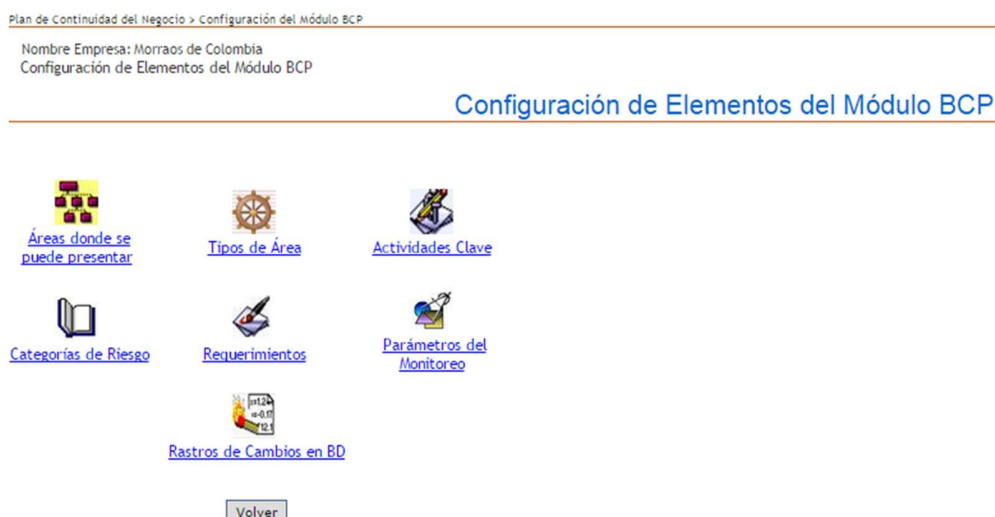 Plan de Continuidad del Negocio > Configuración del Módulo BCP
Nombre Empresa: Morraos de Colombia
Configuración de Elementos del Módulo BCP
Configuración de Elementos del Módulo BCP
Áreas donde se
puede presentar
Tipos de Área
Actividades Clave
Categorías de Riesgo
Requerimientos
Parámetros del
Monitoreo
Rastros de Cambios en BD
Volver